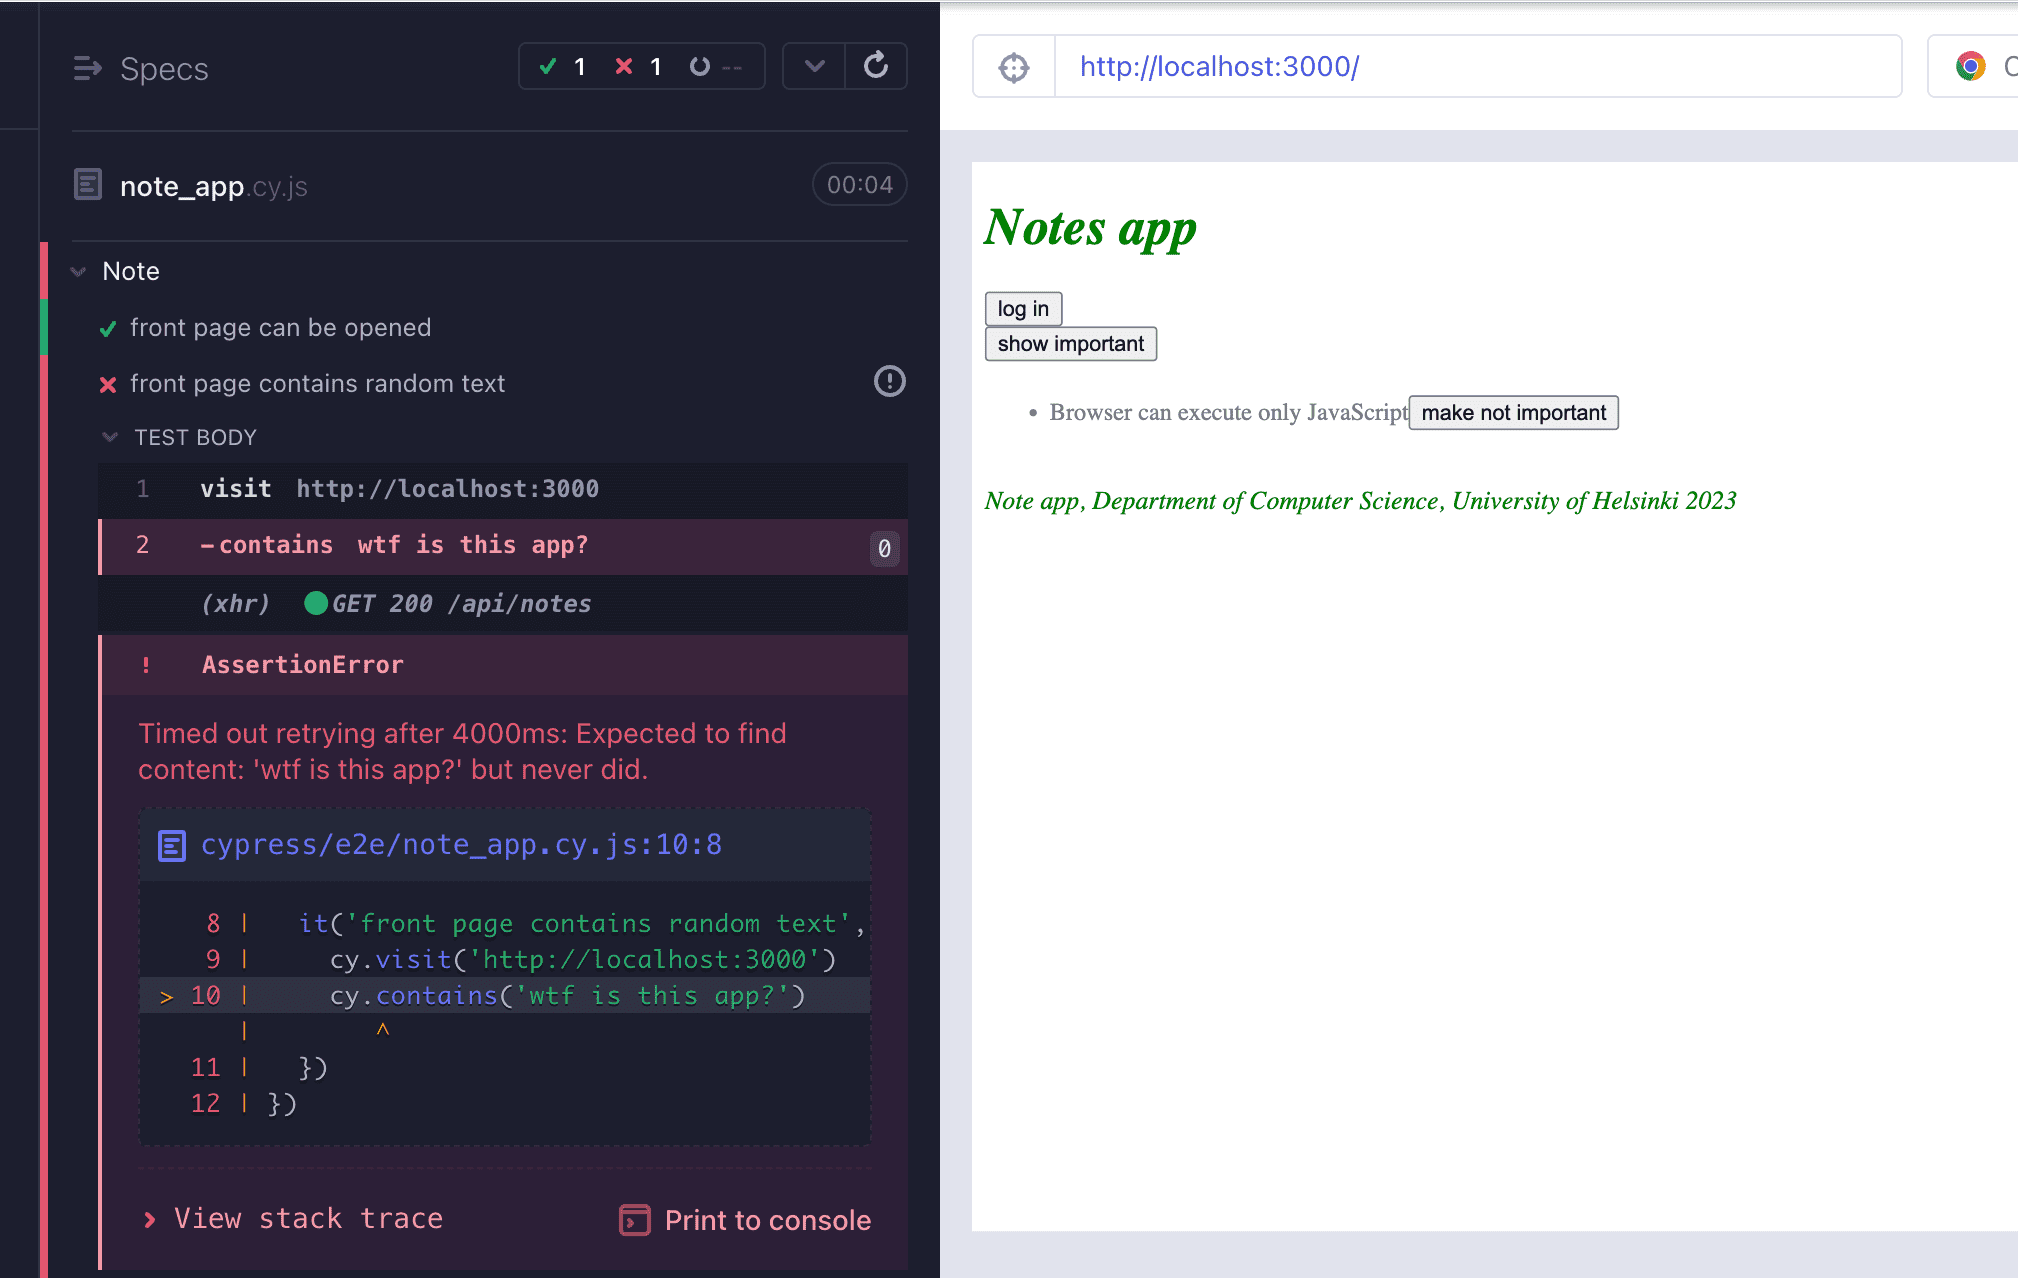 Specs
1 1 --
note_app.cy.js
00:04
Note
front page can be opened
front page contains random text
TEST BODY
1 visit http://localhost:3000
2 -contains wtf is this app? 0
(xhr) GET 200 /api/notes
! AssertionError
Timed out retrying after 4000ms: Expected to find
content: 'wtf is this app?' but never did.
cypress/e2e/note_app.cy.js:10:8
8 | it('front page contains random text',
9 | cy.visit('http://localhost:3000')
> 10 | cy.contains('wtf is this app?')
| ^
11 | })
12 | })
View stack trace
Print to console
http://localhost:3000/
Notes app
log in
show important
• Browser can execute only JavaScript make not important
Note app, Department of Computer Science, University of Helsinki 2023